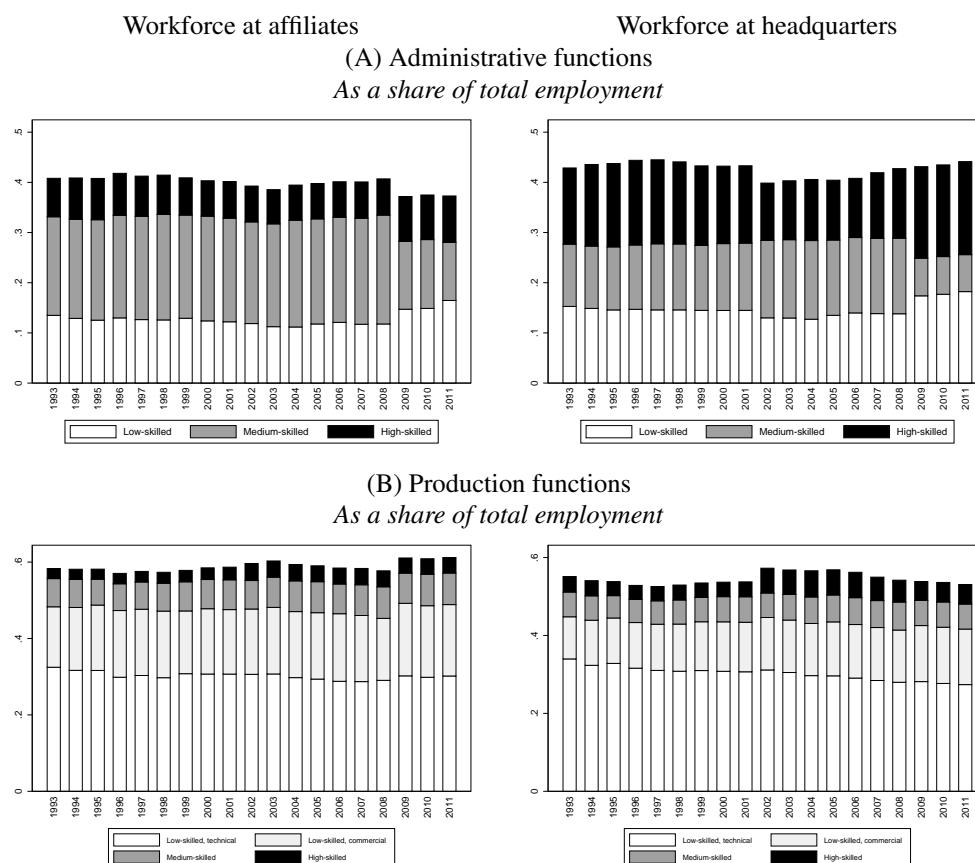 Workforce at affiliates Workforce at headquarters
(A) Administrative functions
As a share of total employment
.5 .4 .3 .2 .1 0
1993 1994 1995 1996 1997 1998 1999 2000 2001 2002 2003 2004 2005 2006 2007 2008 2009 2010 2011
Low-skilled Medium-skilled High-skilled
.5 .4 .3 .2 .1 0
1993 1994 1995 1996 1997 1998 1999 2000 2001 2002 2003 2004 2005 2006 2007 2008 2009 2010 2011
Low-skilled Medium-skilled High-skilled
(B) Production functions
As a share of total employment
.6 .4 .2 0
1993 1994 1995 1996 1997 1998 1999 2000 2001 2002 2003 2004 2005 2006 2007 2008 2009 2010 2011
Low-skilled, technical Low-skilled, commercial
Medium-skilled High-skilled
.6 .4 .2 0
1993 1994 1995 1996 1997 1998 1999 2000 2001 2002 2003 2004 2005 2006 2007 2008 2009 2010 2011
Low-skilled, technical Low-skilled, commercial
Medium-skilled High-skilled